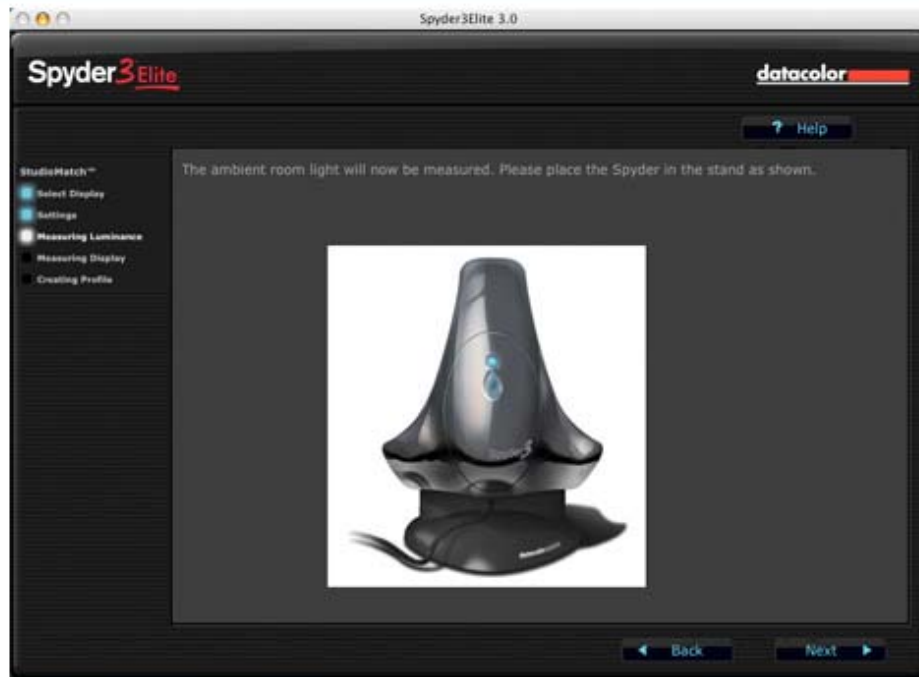 Spyder3Elite 3.0
Spyder3Elite
datacolor
? Help
StudioMatch™
Select Display
Settings
Measuring Luminance
Measuring Display
Creating Profile
The ambient room light will now be measured. Please place the Spyder in the stand as shown.
Spyder3
Back
Next